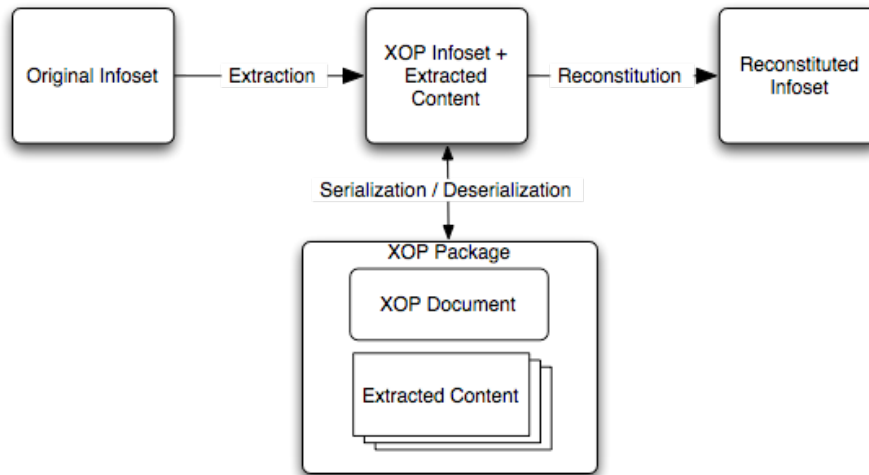 Original Infoset
Extraction
XOP Infoset +
Extracted
Content
Reconstitution
Reconstituted
Infoset
Serialization / Deserialization
XOP Package
XOP Document
Extracted Content